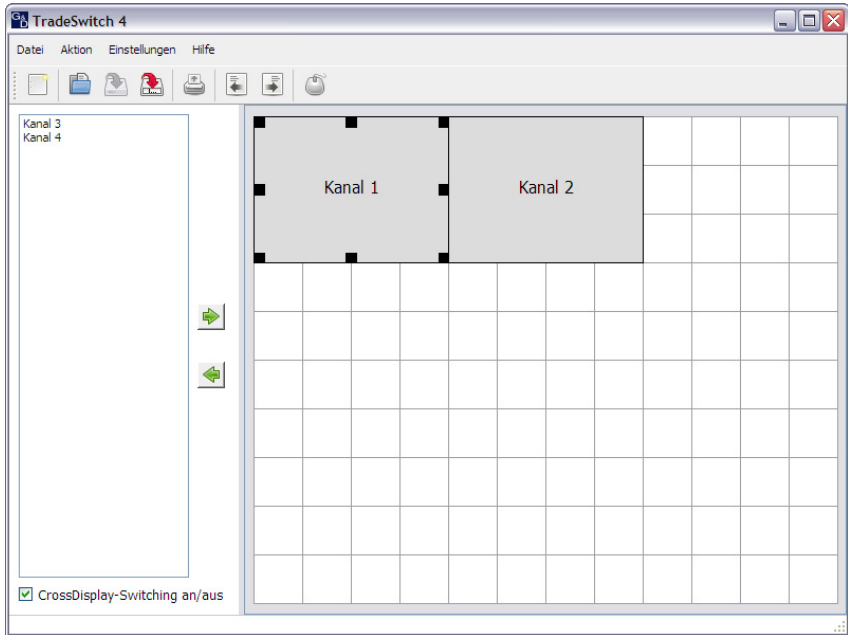 TradeSwitch 4
Datei Aktion Einstellungen Hilfe
Kanal 3
Kanal 4
Kanal 1
Kanal 2
CrossDisplay-Switching an/aus